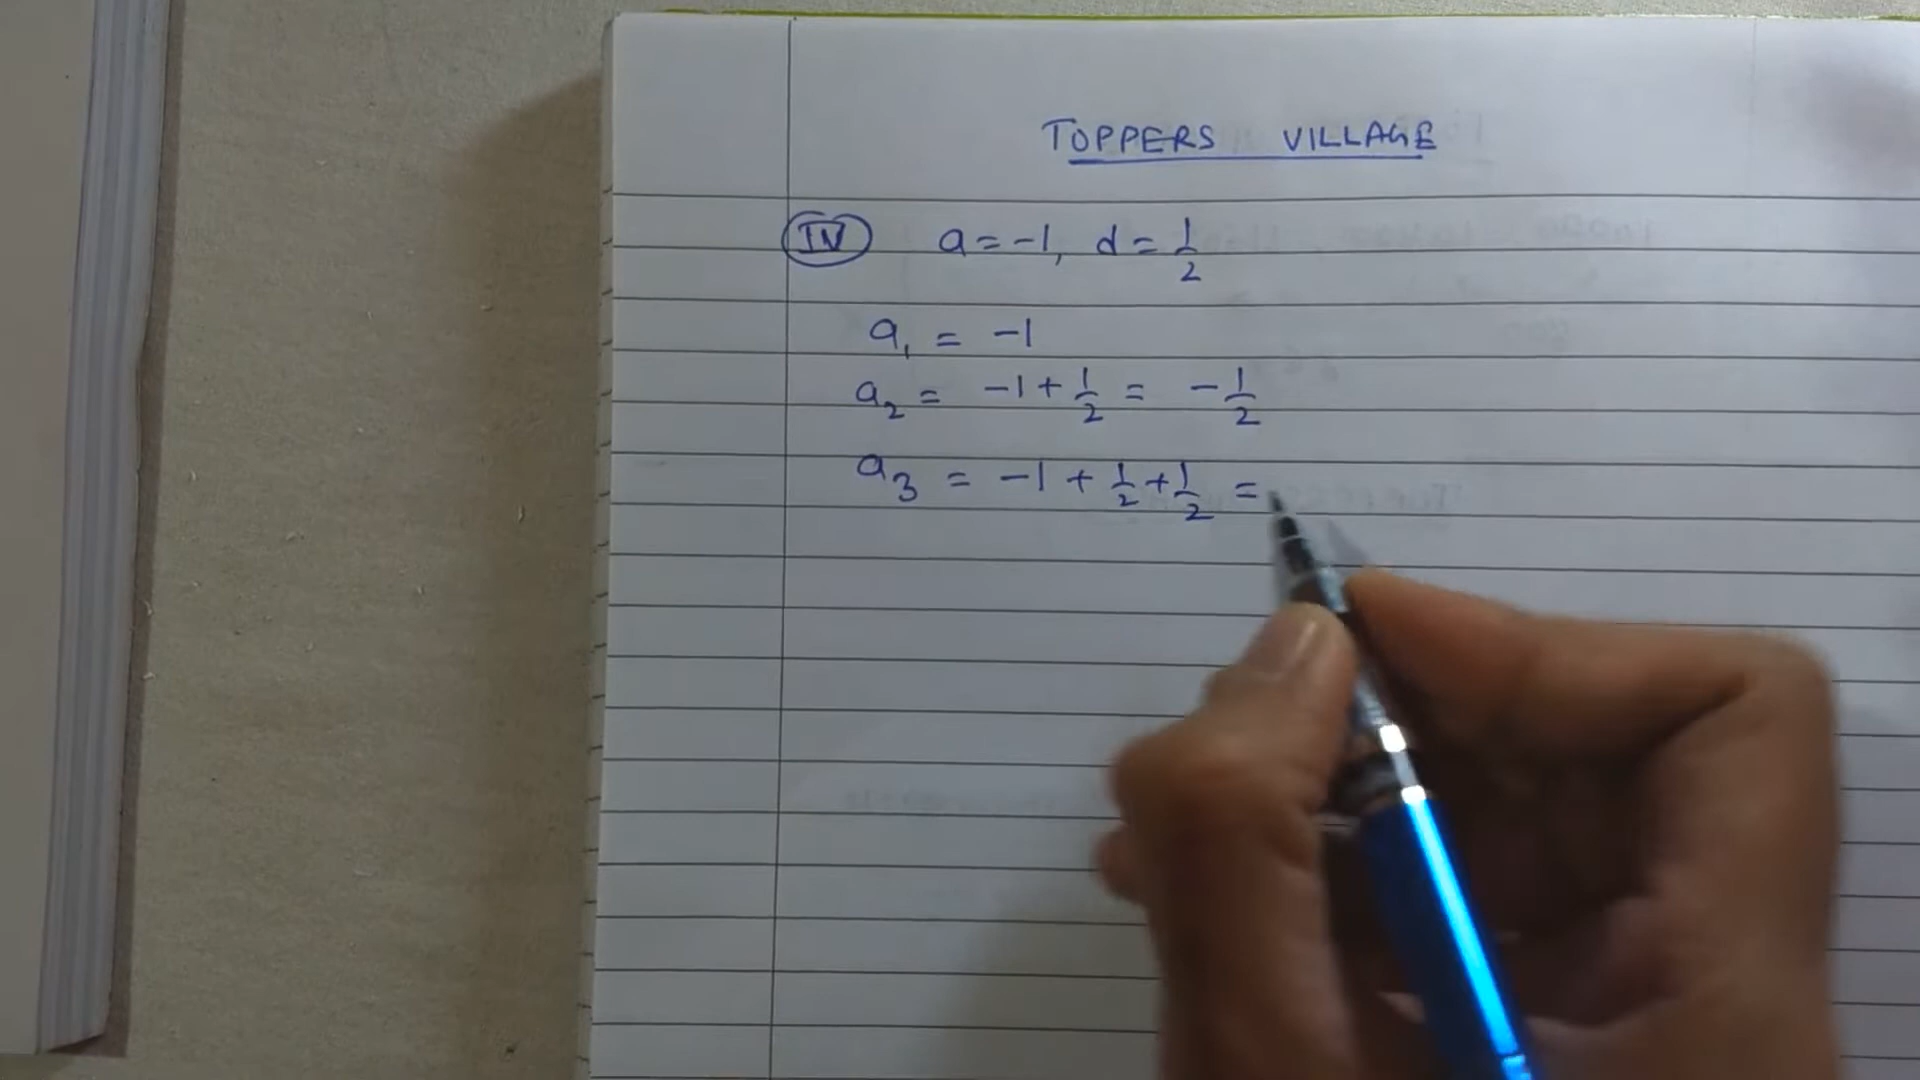 TOPPERS VILLAGE
IV a = -1, d = 1/2
a₁ = -1
a₂ = -1 + 1/2 = -1/2
a₃ = -1 + 1/2 + 1/2 =